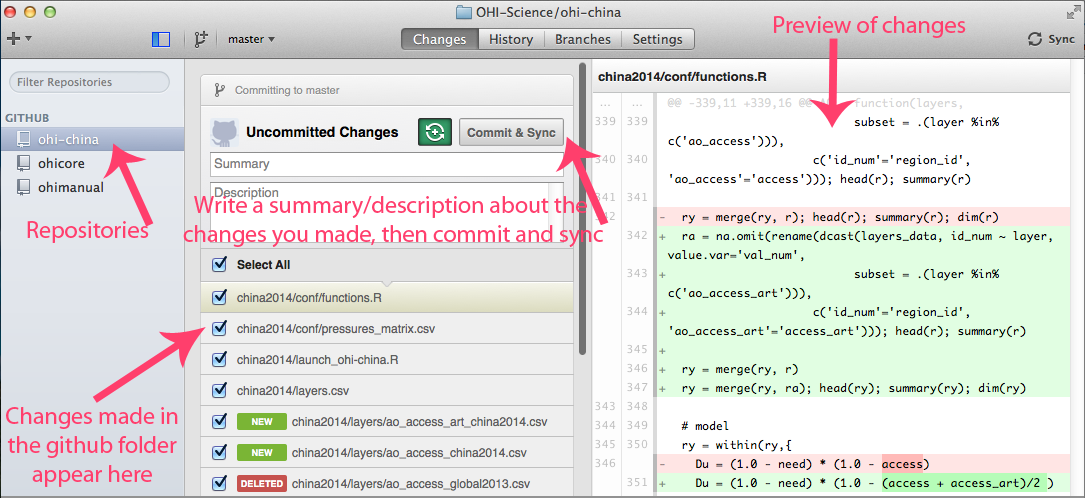 OHI-Science/ohi-china
master
Changes
History
Branches
Settings
Sync
Filter Repositories
GITHUB
ohi-china
ohicore
ohimanual
Repositories
Committing to master
Uncommitted Changes
Commit & Sync
Summary
Description
Write a summary/description about the
changes you made, then commit and sync
Select All
china2014/conf/functions.R
china2014/conf/pressures_matrix.csv
china2014/launch_ohi-china.R
china2014/layers.csv
NEW china2014/layers/ao_access_art_china2014.csv
NEW china2014/layers/ao_access_china2014.csv
DELETED china2014/layers/ao_access_global2013.csv
Changes made in
the github folder
appear here
Preview of changes
china2014/conf/functions.R
... ... @@ -339,11 +339,16 @@ function(layers,
339 339 subset = .(layer %in%
c('ao_access'))),
340 340 c('id_num'='region_id',
'ao_access'='access'))); head(r); summary(r)
341 341
342 - ry = merge(ry, r); head(r); summary(r); dim(r)
342 + ra = na.omit(rename(dcast(layers_data, id_num ~ layer,
value.var='val_num',
343 + subset = .(layer %in%
c('ao_access_art'))),
344 + c('id_num'='region_id',
'ao_access_art'='access_art'))); head(r); summary(r)
345 +
346 + ry = merge(ry, r)
347 + ry = merge(ry, ra); head(ry); summary(ry); dim(ry)
343 348
344 349 # model
345 350 ry = within(ry,{
346 - Du = (1.0 - need) * (1.0 - access)
351 + Du = (1.0 - need) * (1.0 - (access + access_art)/2 )